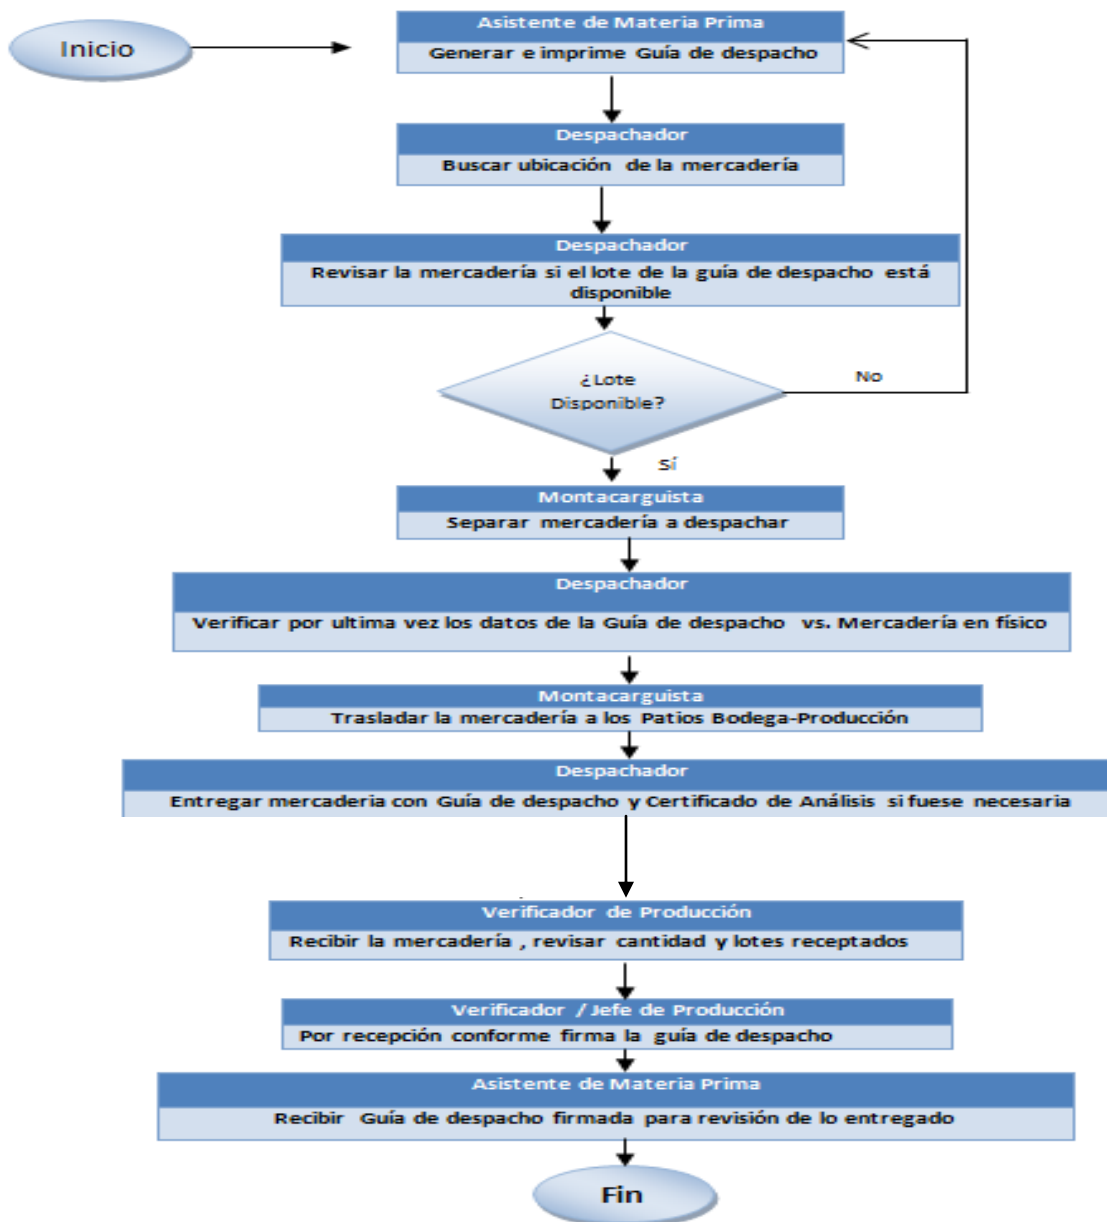 Inicio
Asistente de Materia Prima
Generar e imprime Guía de despacho
Despachador
Buscar ubicación de la mercadería
Despachador
Revisar la mercadería si el lote de la guía de despacho está
disponible
¿Lote
Disponible?
No
Sí
Montacarguista
Separar mercadería a despachar
Despachador
Verificar por ultima vez los datos de la Guía de despacho vs. Mercadería en físico
Montacarguista
Trasladar la mercadería a los Patios Bodega-Producción
Despachador
Entregar mercaderia con Guía de despacho y Certificado de Análisis si fuese necesaria
Verificador de Producción
Recibir la mercadería , revisar cantidad y lotes receptados
Verificador / Jefe de Producción
Por recepción conforme firma la guía de despacho
Asistente de Materia Prima
Recibir Guía de despacho firmada para revisión de lo entregado
Fin